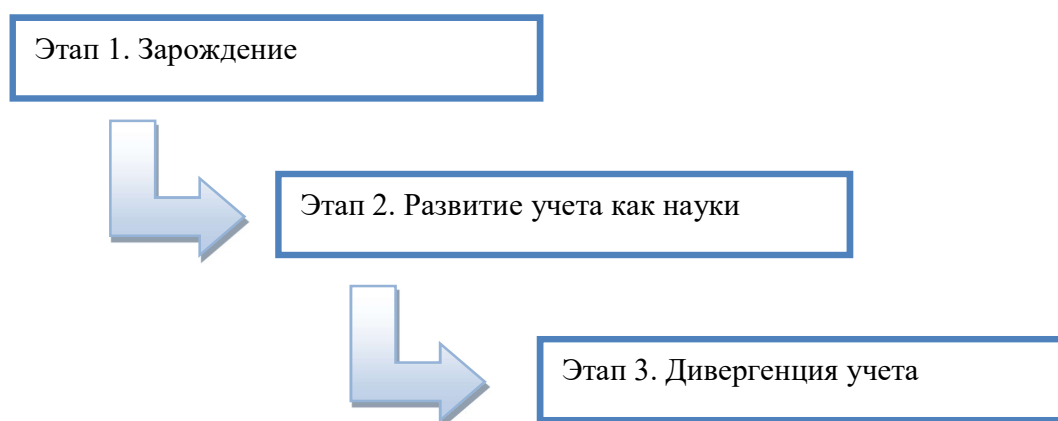 Этап 1. Зарождение
Этап 2. Развитие учета как науки
Этап 3. Дивергенция учета